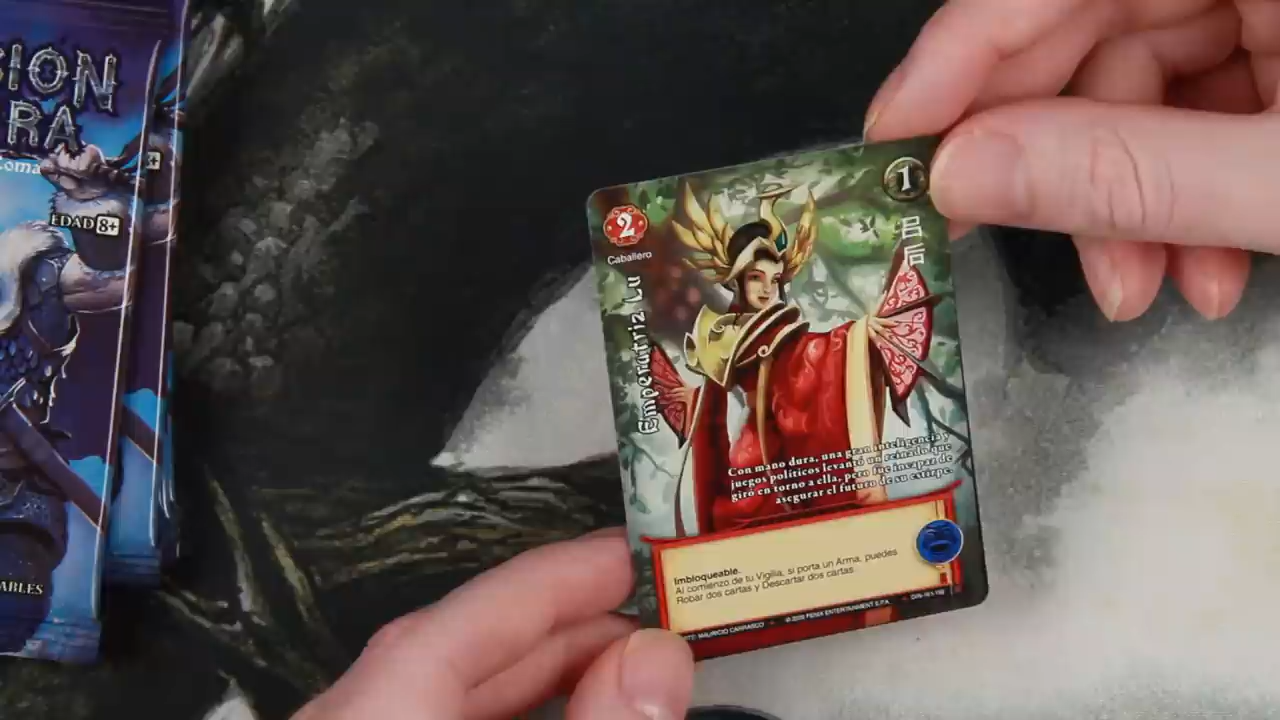 SION
RA
EDAD 8+
ABLES
2
1
Caballero
Emperatriz Lu
呂后
Con mano dura, una gran inteligencia y
juegos políticos levantó un reinado que
giró en torno a ella, pero fue incapaz de
asegurar el futuro de su estirpe.
Imbloqueable.
Al comienzo de tu Vigilia, si porta un Arma, puedes
Robar dos cartas y Descartar dos cartas.
MAURICIO CARRASCO
FENIX ENTERTAINMENT S.P.A.